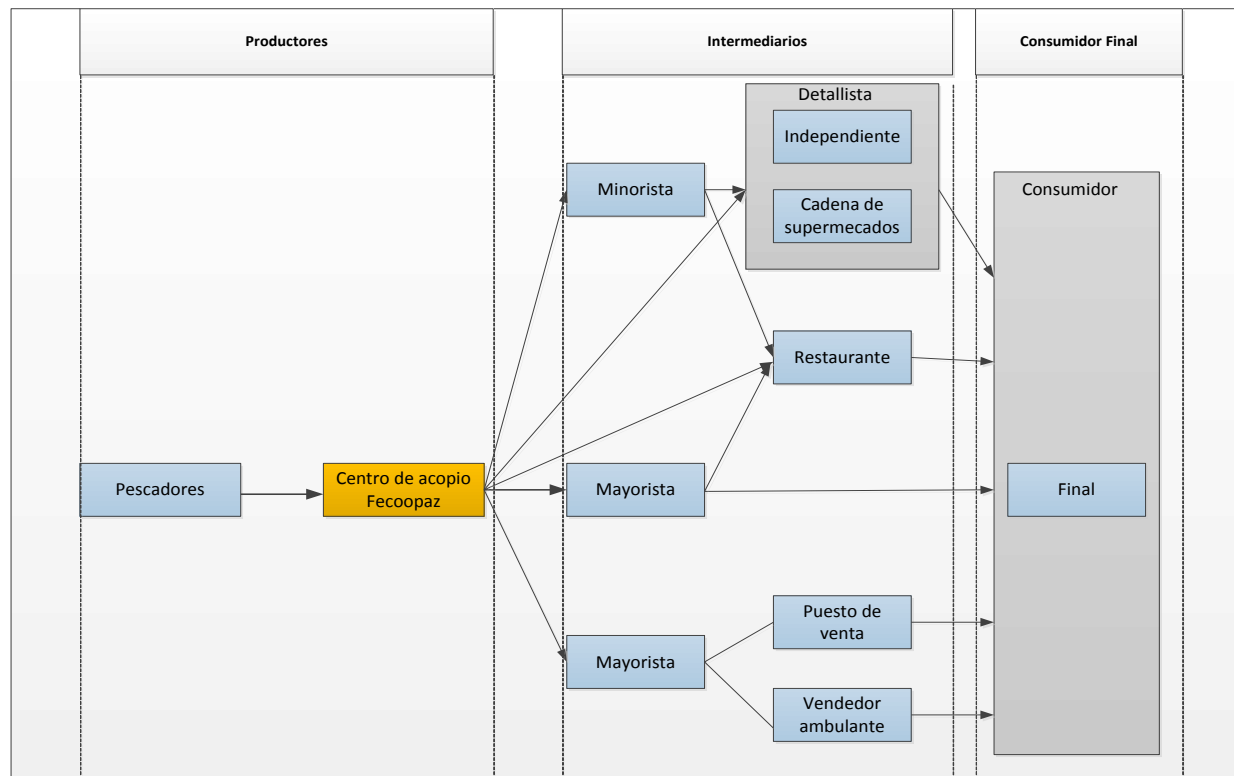 Productores
Intermediarios
Consumidor Final
Detallista
Independiente
Cadena de
supermecados
Minorista
Consumidor
Restaurante
Pescadores
Centro de acopio
Fecoopaz
Mayorista
Final
Puesto de
venta
Mayorista
Vendedor
ambulante